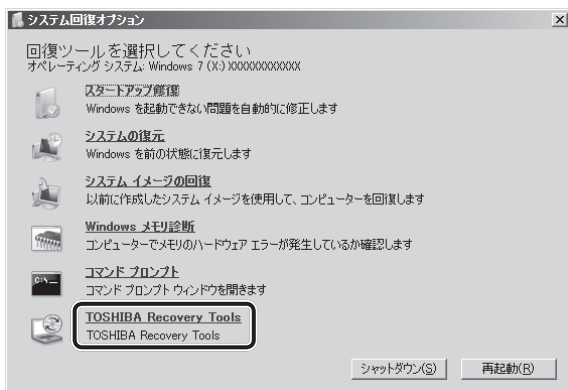 システム回復オプション
回復ツールを選択してください
オペレーティング システム: Windows 7 (X:) XXXXXXXXXXXX
スタートアップ修復
Windows を起動できない問題を自動的に修正します
システムの復元
Windows を前の状態に復元します
システム イメージの回復
以前に作成したシステム イメージを使用して、コンピューターを回復します
Windows メモリ診断
コンピューターでメモリのハードウェア エラーが発生しているか確認します
コマンド プロンプト
コマンド プロンプト ウィンドウを開きます
TOSHIBA Recovery Tools
TOSHIBA Recovery Tools
シャットダウン(S) 再起動(R)